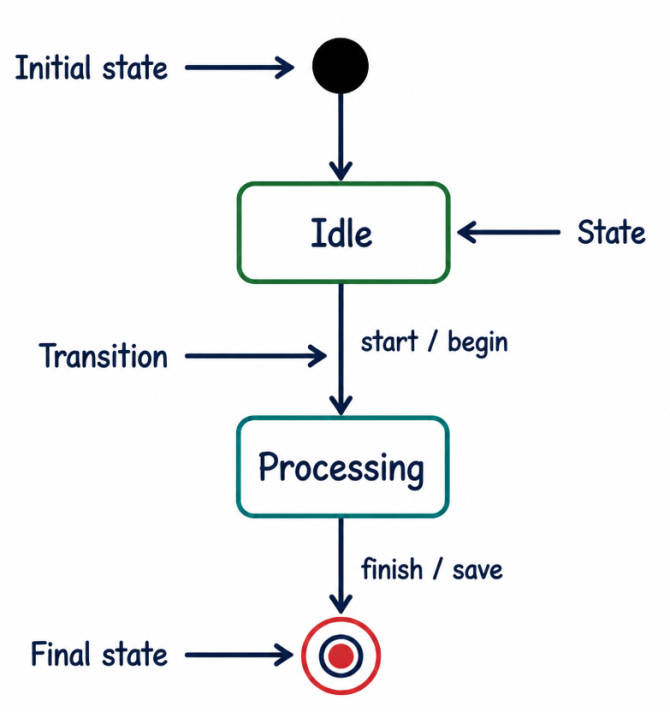 Initial state
Idle
State
start / begin
Transition
Processing
finish / save
Final state